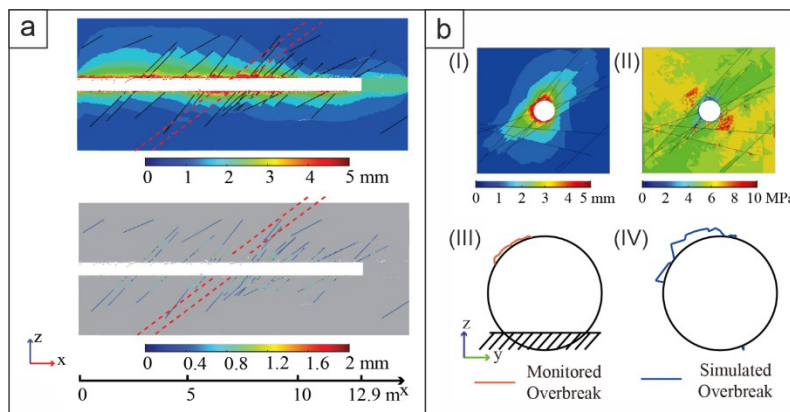 a
0 1 2 3 4 5 mm
0 0.4 0.8 1.2 1.6 2 mm
z
x
0 5 10 12.9 m x
b
(I) (II)
0 1 2 3 4 5 mm
0 2 4 6 8 10 MPa
(III) (IV)
z
y
Monitored
Overbreak
Simulated
Overbreak